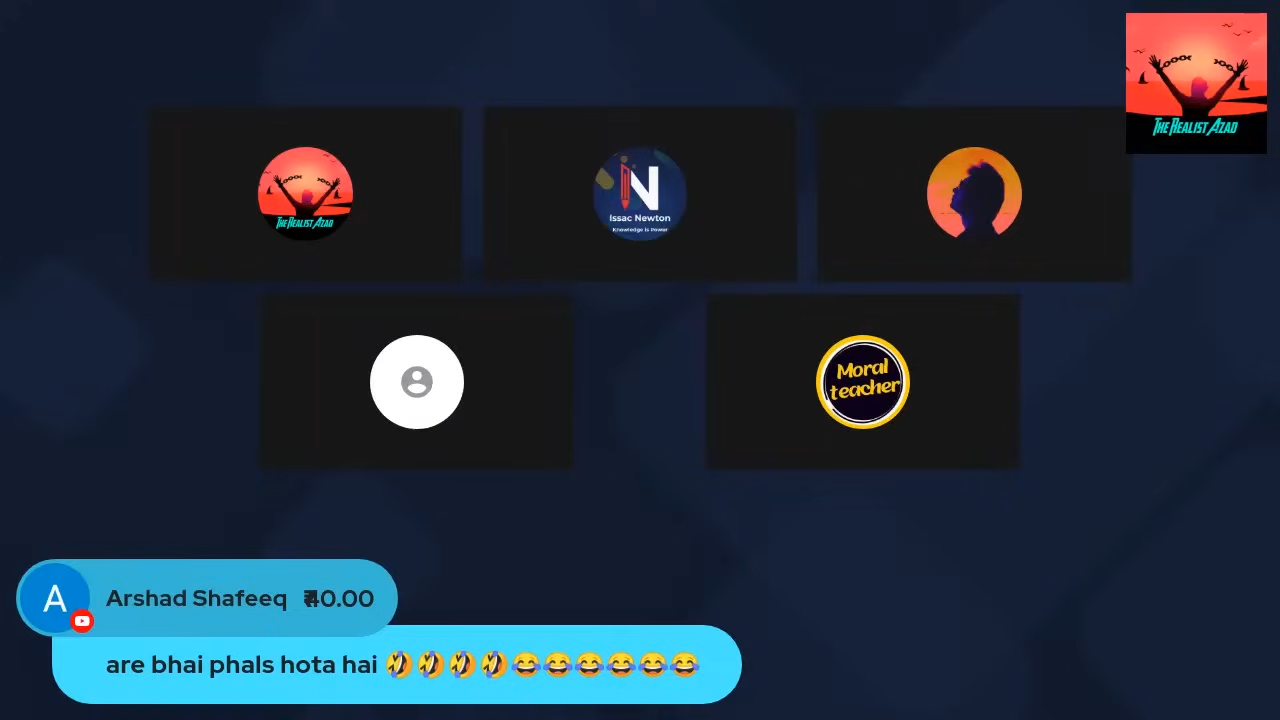 THE REALIST AZAD
THE REALIST AZAD
N
Issac Newton
Knowledge is Power
Moral
teacher
A
Arshad Shafeeq ₹40.00
are bhai phals hota hai 🤣🤣🤣🤣😂😂😂😂😂😂